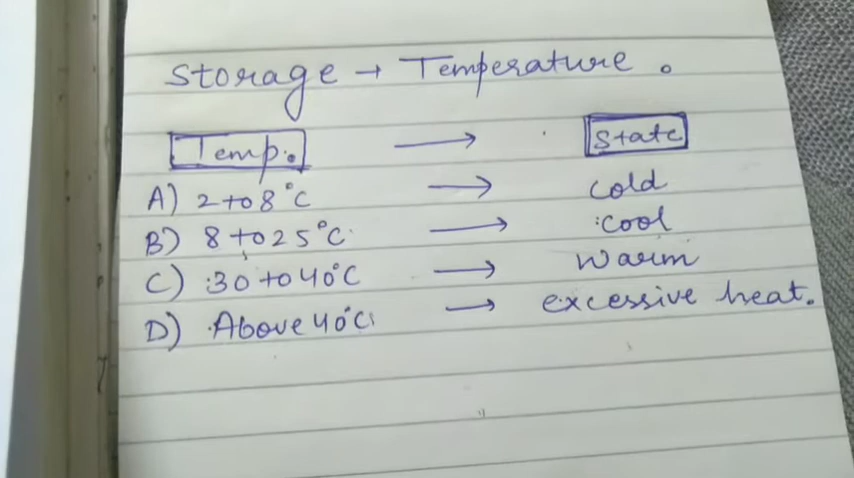 Storage → Temperature.
Temp. → State
A) 2 to 8°C → Cold
B) 8 to 25°C → Cool
C) 30 to 40°C → Warm
D) Above 40°C → excessive heat.